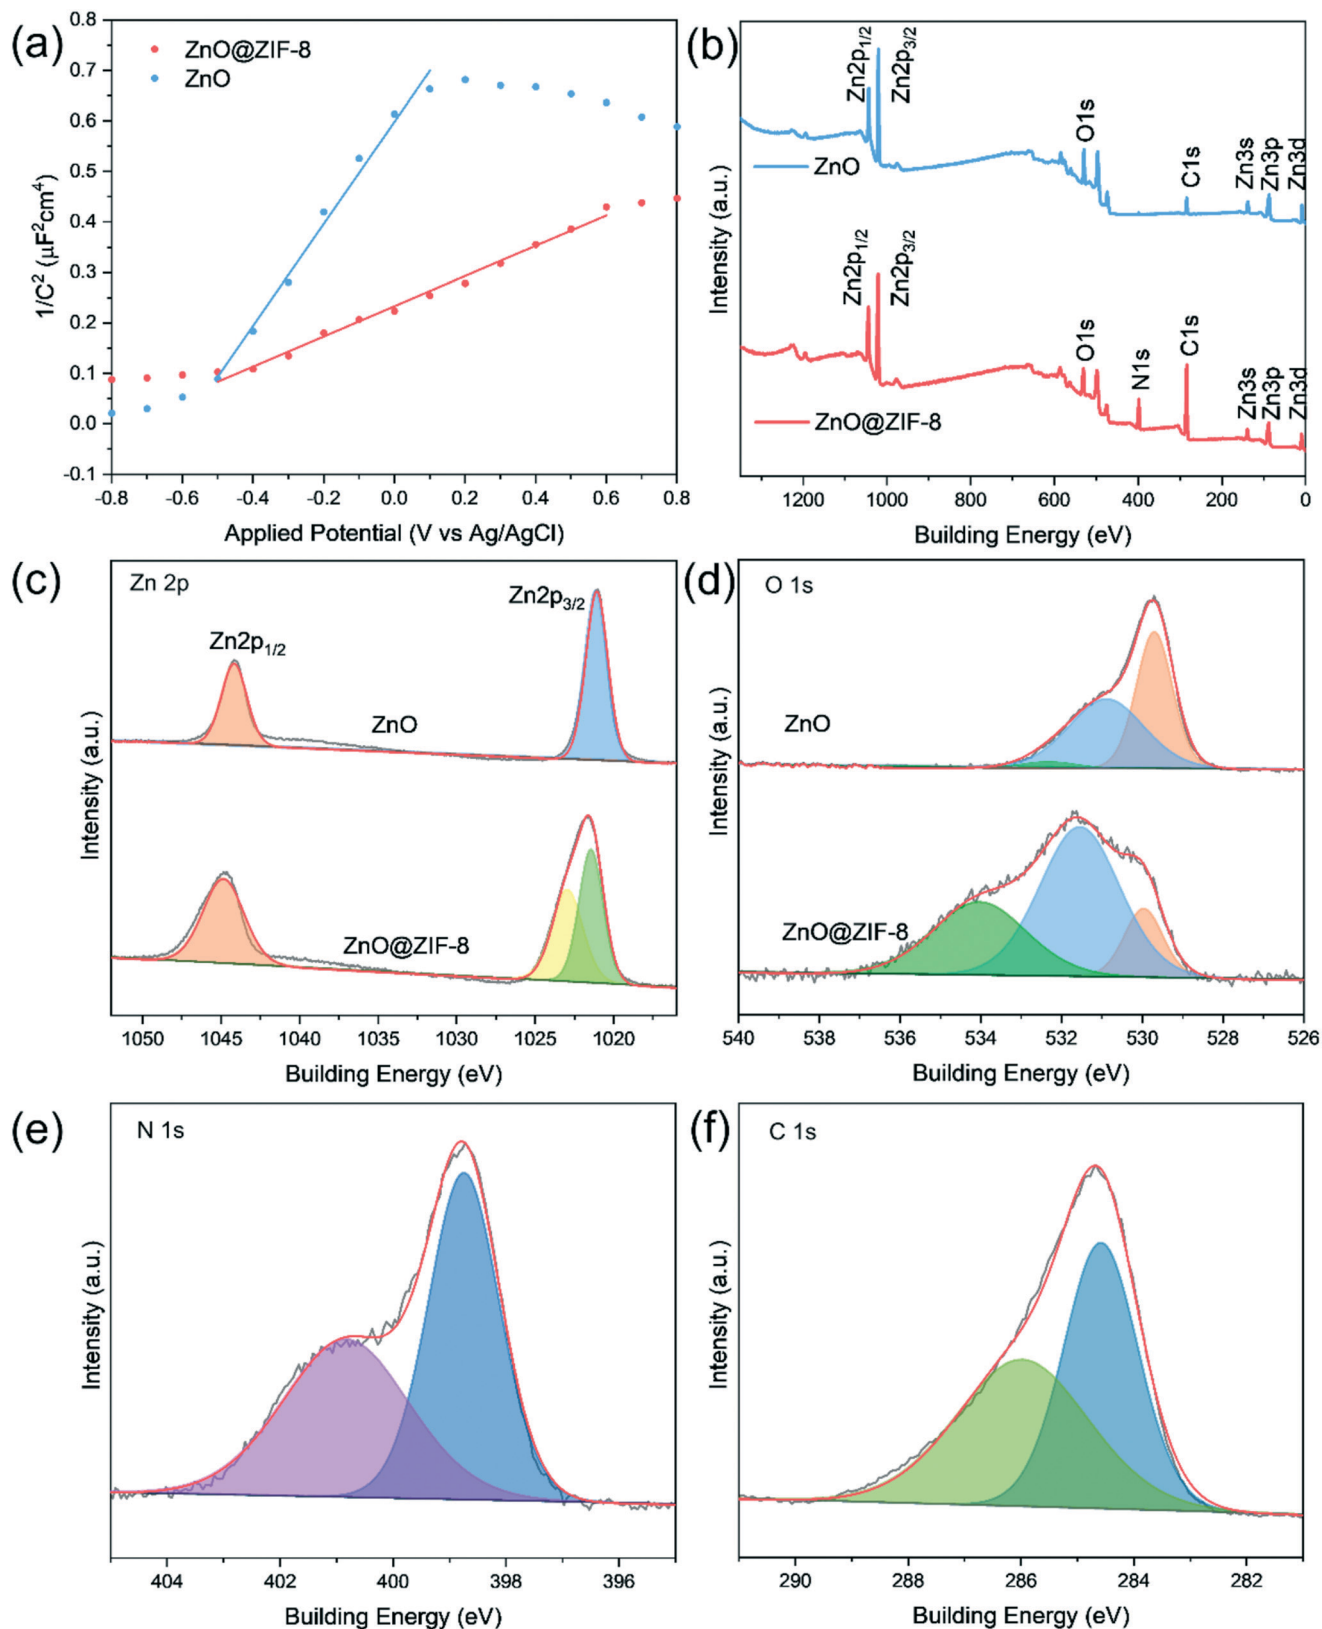 (a)
ZnO@ZIF-8
ZnO
0.8
0.7
0.6
0.5
0.4
0.3
0.2
0.1
0.0
-0.1
1/C² (μF²cm⁴)
-0.8 -0.6 -0.4 -0.2 0.0 0.2 0.4 0.6 0.8
Applied Potential (V vs Ag/AgCl)
(b)
Zn2p1/2
Zn2p3/2
O1s
C1s
Zn3s
Zn3p
Zn3d
ZnO
Zn2p1/2
Zn2p3/2
O1s
N1s
C1s
Zn3s
Zn3p
Zn3d
ZnO@ZIF-8
Intensity (a.u.)
1200 1000 800 600 400 200 0
Building Energy (eV)
(c)
Zn 2p
Zn2p3/2
Zn2p1/2
ZnO
ZnO@ZIF-8
Intensity (a.u.)
1050 1045 1040 1035 1030 1025 1020
Building Energy (eV)
(d)
O 1s
ZnO
ZnO@ZIF-8
Intensity (a.u.)
540 538 536 534 532 530 528 526
Building Energy (eV)
(e)
N 1s
Intensity (a.u.)
404 402 400 398 396
Building Energy (eV)
(f)
C 1s
Intensity (a.u.)
290 288 286 284 282
Building Energy (eV)